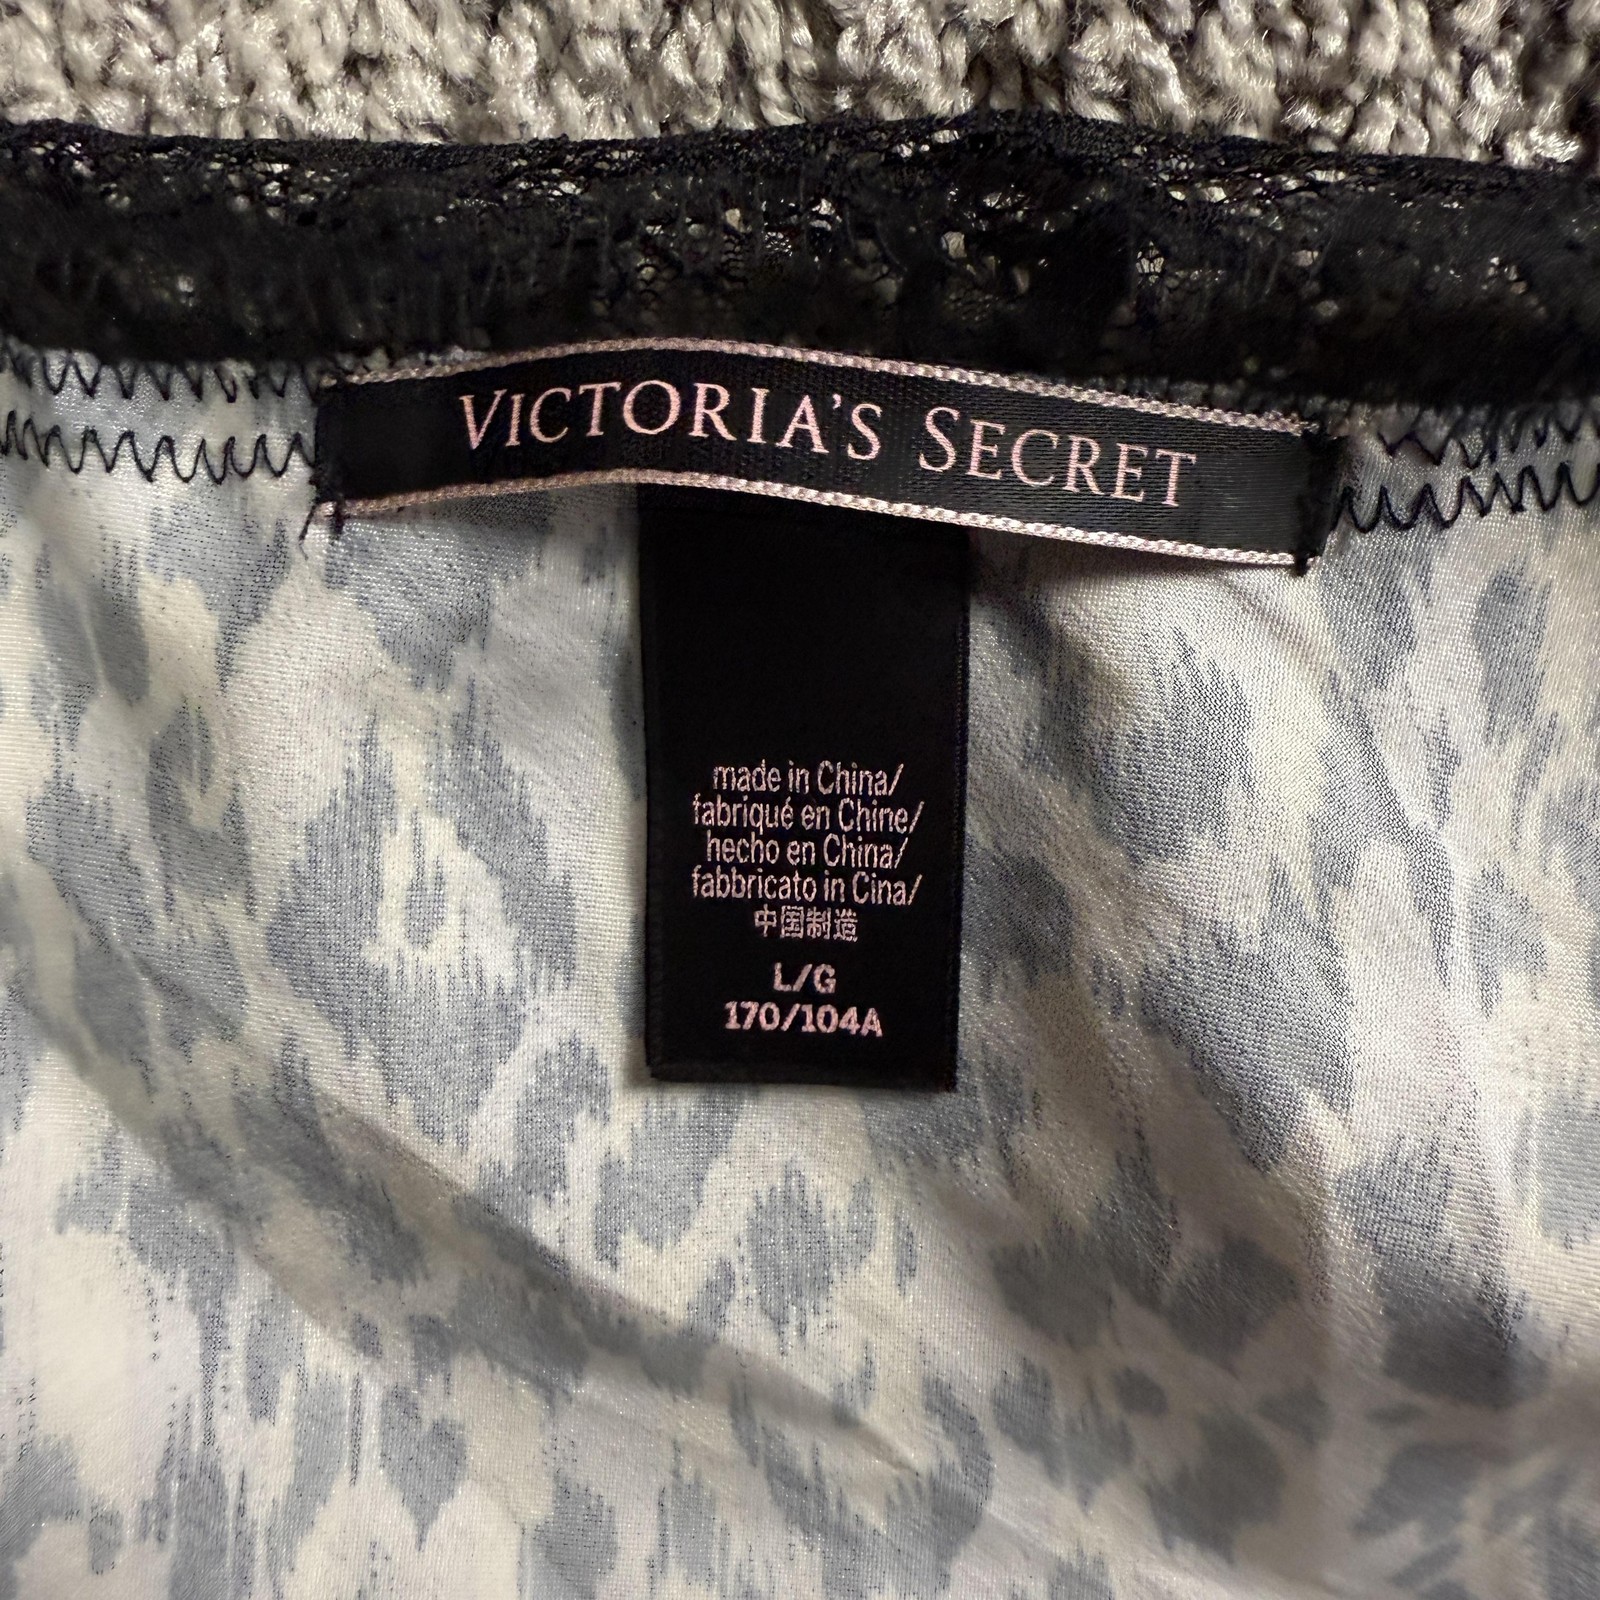 VICTORIA'S SECRET
made in China/
fabriqué en Chine/
hecho en China/
fabbricato in Cina/
中国制造
L/G
170/104A